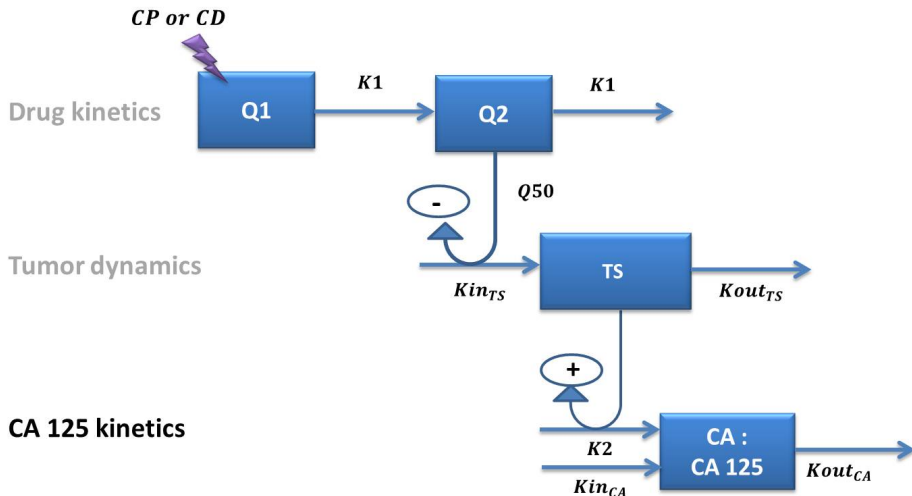 CP or CD
Drug kinetics
Q1
K1
Q2
K1
Q50
-
Tumor dynamics
Kin_TS
TS
Kout_TS
+
CA 125 kinetics
K2
Kin_CA
CA :
CA 125
Kout_CA